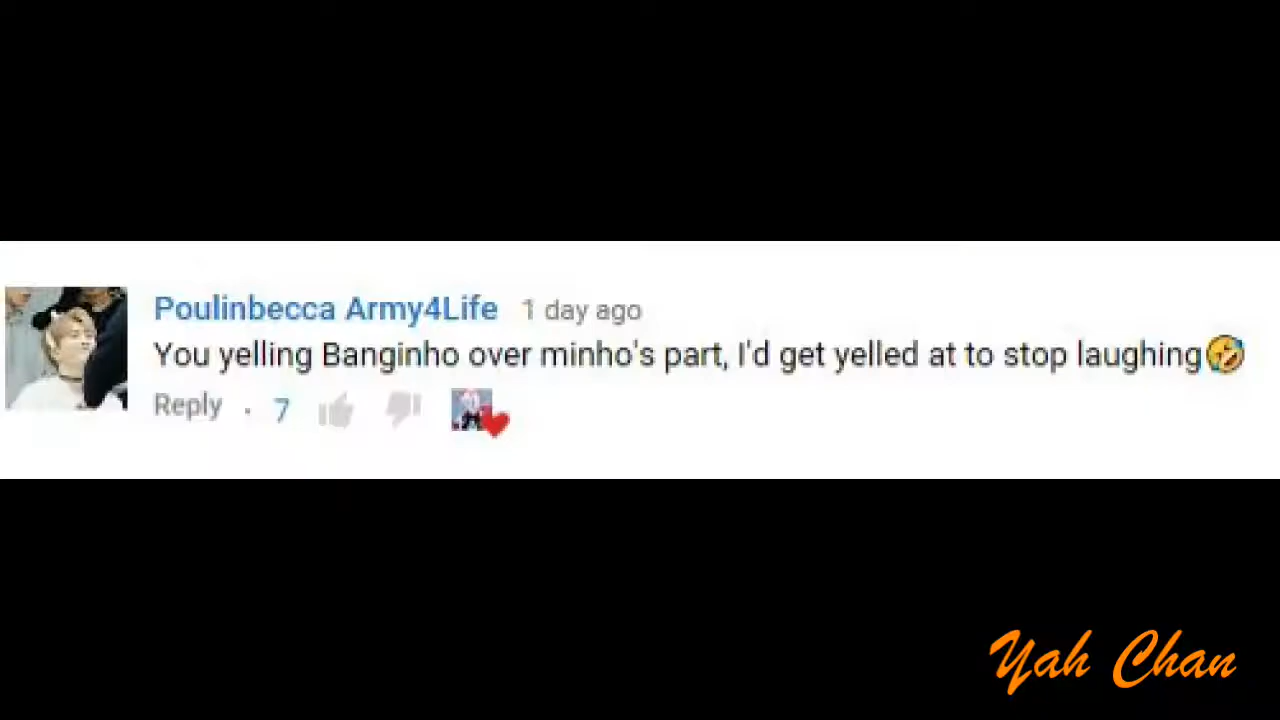 Poulinbecca Army4Life 1 day ago
You yelling Banginho over minho's part, I'd get yelled at to stop laughing🤣
Reply · 7
Yah Chan